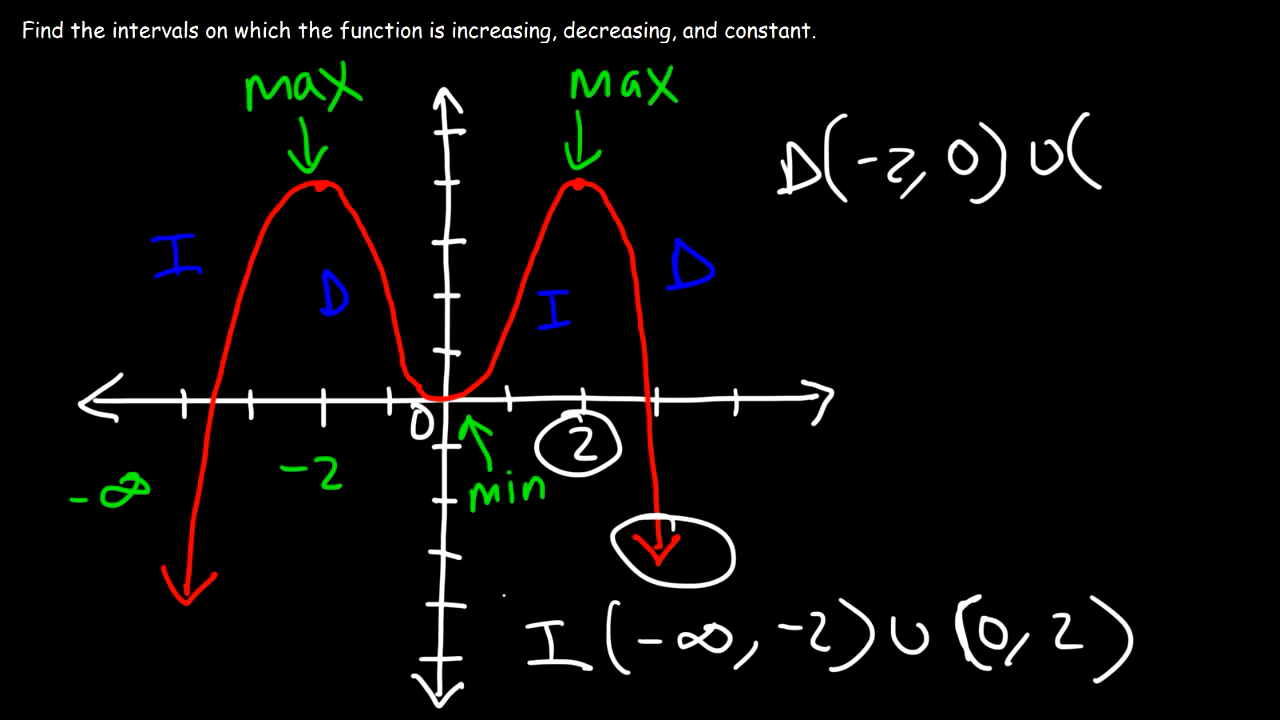 Find the intervals on which the function is increasing, decreasing, and constant.
max
max
D(-2, 0) ∪(
I
D
I
D
0
2
-∞
-2
min
I (-∞, -2) ∪ (0, 2)